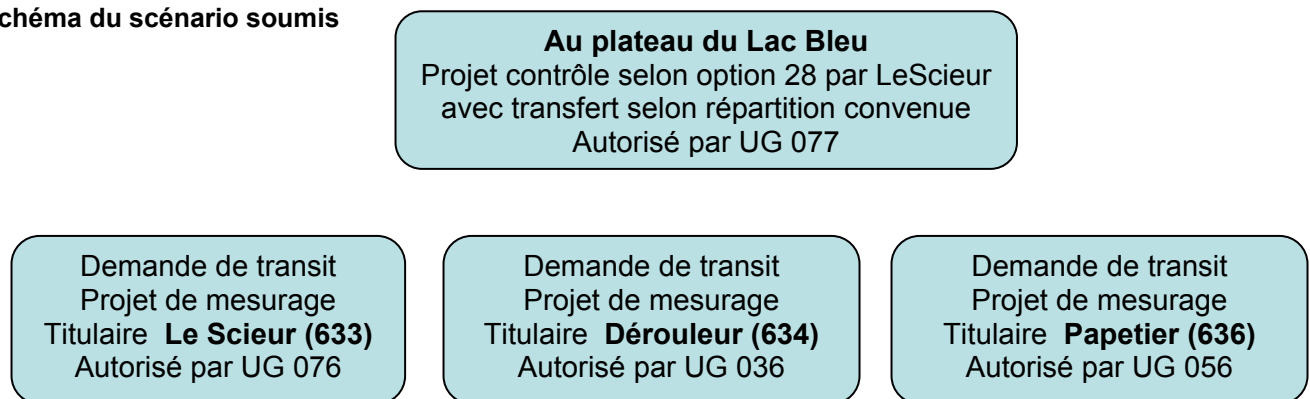 chéma du scénario soumis
Au plateau du Lac Bleu
Projet contrôle selon option 28 par LeScieur
avec transfert selon répartition convenue
Autorisé par UG 077
Demande de transit
Projet de mesurage
Titulaire Le Scieur (633)
Autorisé par UG 076
Demande de transit
Projet de mesurage
Titulaire Dérouleur (634)
Autorisé par UG 036
Demande de transit
Projet de mesurage
Titulaire Papetier (636)
Autorisé par UG 056